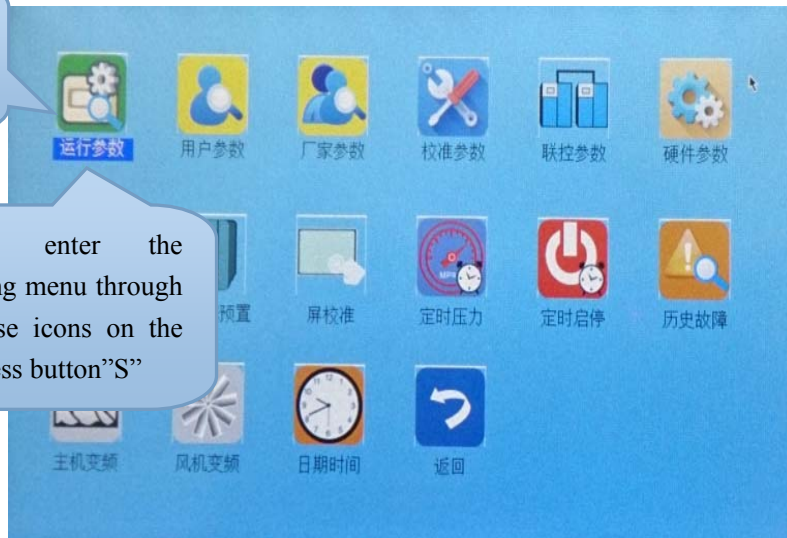 运行参数
用户参数
厂家参数
校准参数
联控参数
硬件参数
enter the
ng menu through
se icons on the
ess button”S”
预置
屏校准
MPa
定时压力
定时启停
历史故障
主机变频
风机变频
日期时间
返回